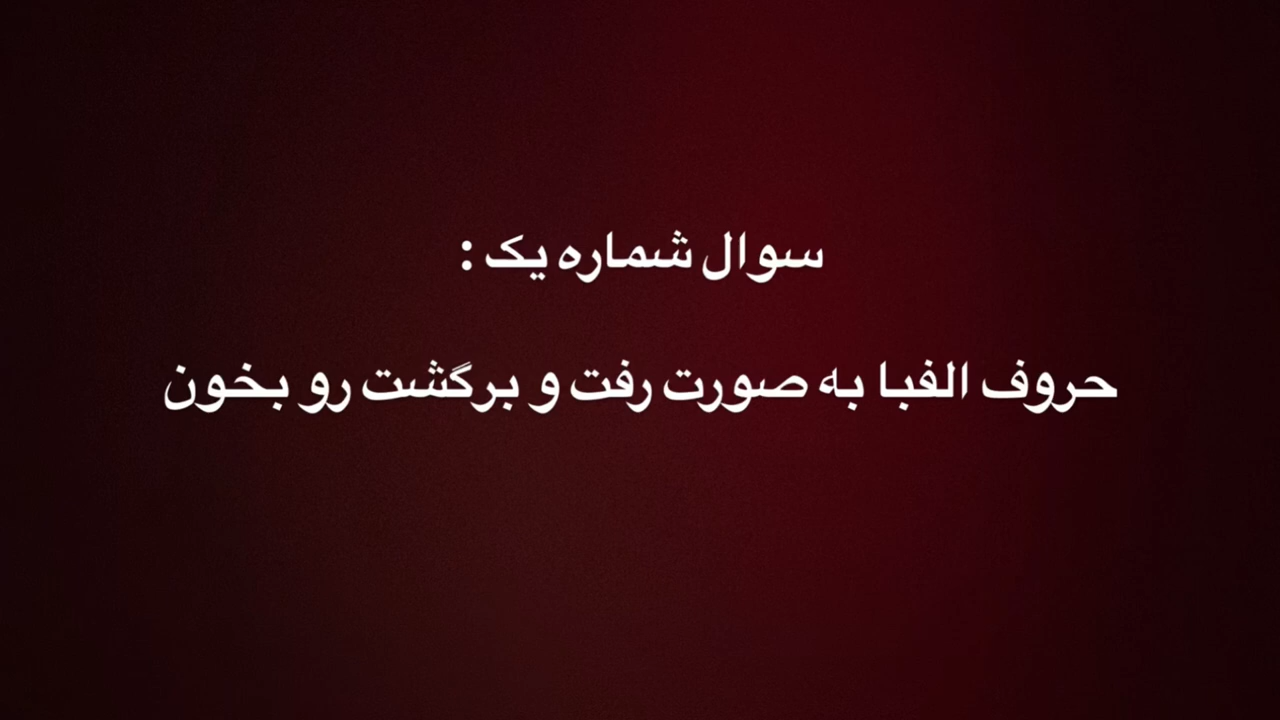 سوال شماره یک :
حروف الفبا به صورت رفت و برگشت رو بخون